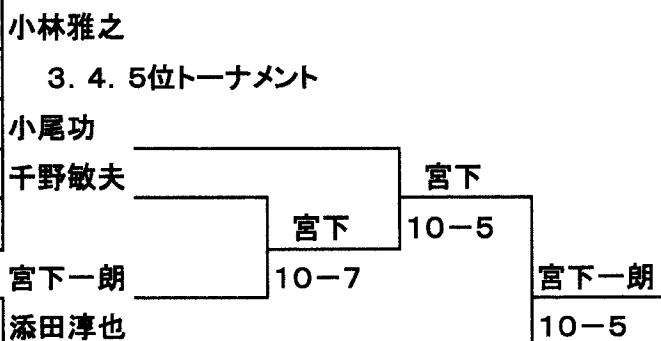 小林雅之
３．４．５位トーナメント
小尾功
千野敏夫
宮下
宮下
１０－５
宮下一朗
１０－７
宮下一朗
添田淳也
１０－５